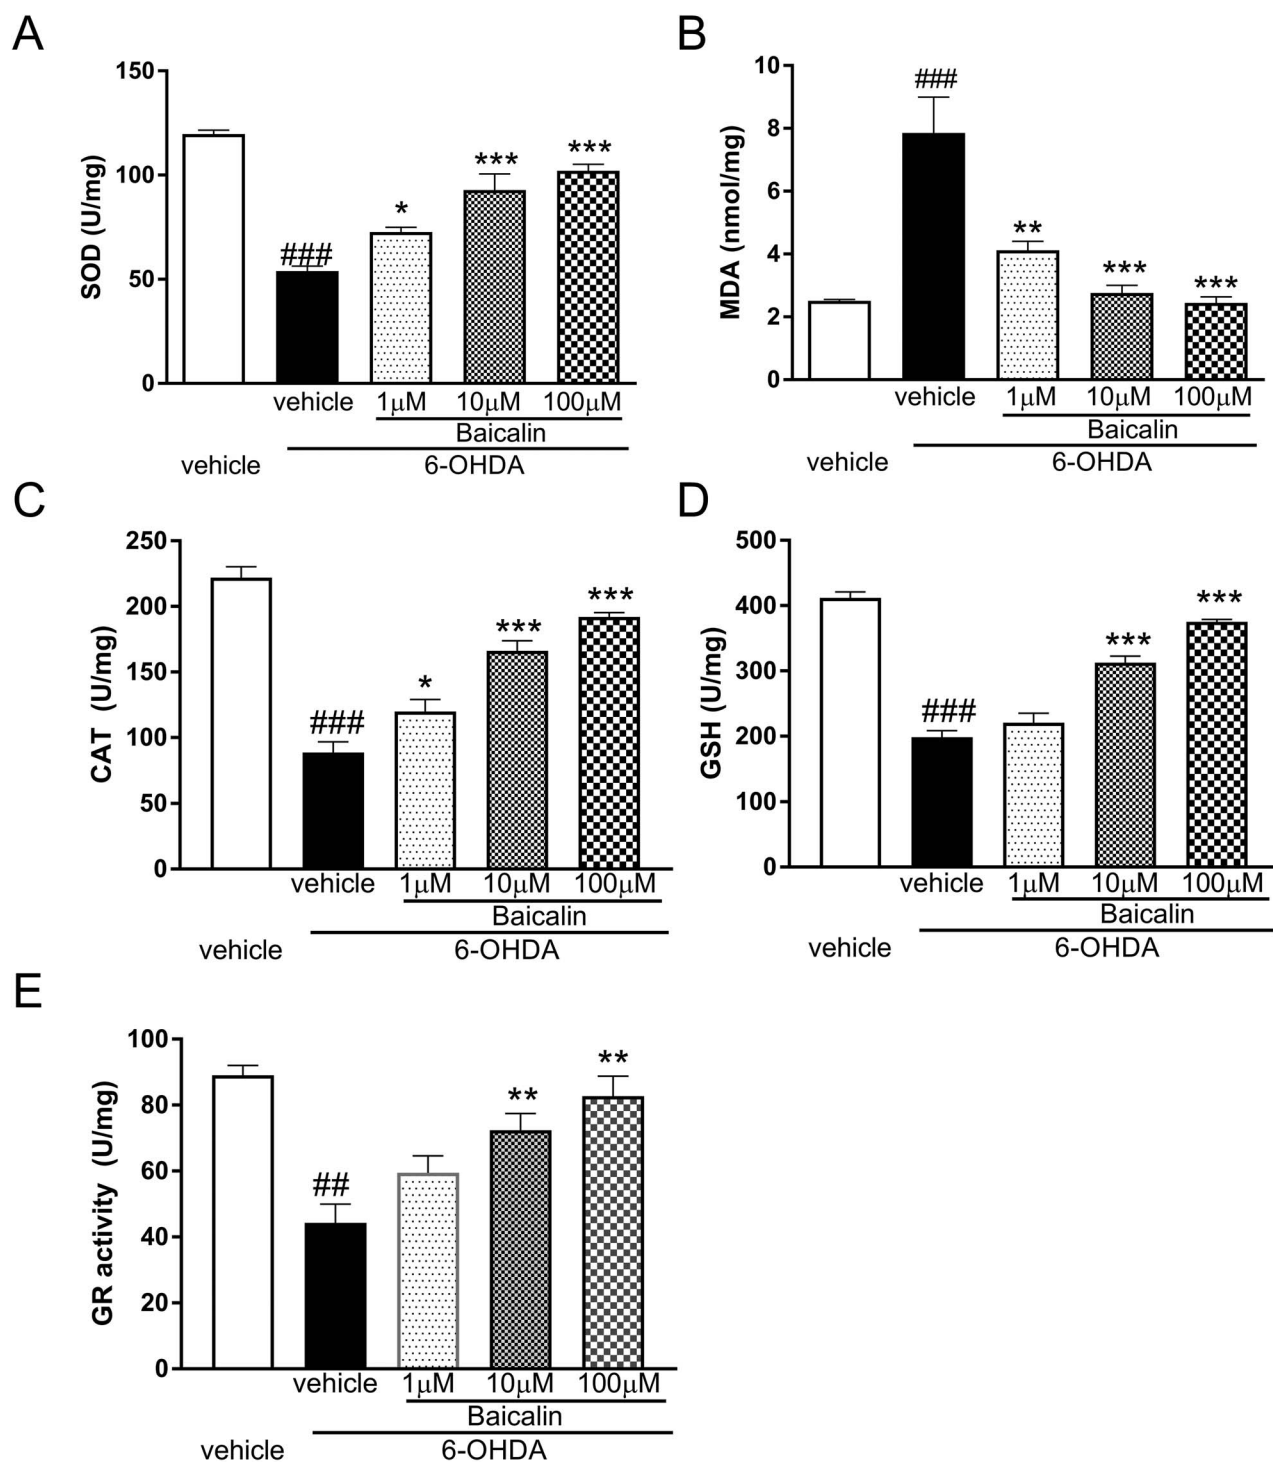 A
SOD (U/mg)
150
100
50
0
###
*
***
***
vehicle 1μM 10μM 100μM
Baicalin
vehicle 6-OHDA
B
MDA (nmol/mg)
10
8
6
4
2
0
###
**
***
***
vehicle 1μM 10μM 100μM
Baicalin
vehicle 6-OHDA
C
CAT (U/mg)
250
200
150
100
50
0
###
*
***
***
vehicle 1μM 10μM 100μM
Baicalin
vehicle 6-OHDA
D
GSH (U/mg)
500
400
300
200
100
0
###
***
***
vehicle 1μM 10μM 100μM
Baicalin
vehicle 6-OHDA
E
GR activity (U/mg)
100
80
60
40
20
0
##
**
**
vehicle 1μM 10μM 100μM
Baicalin
vehicle 6-OHDA